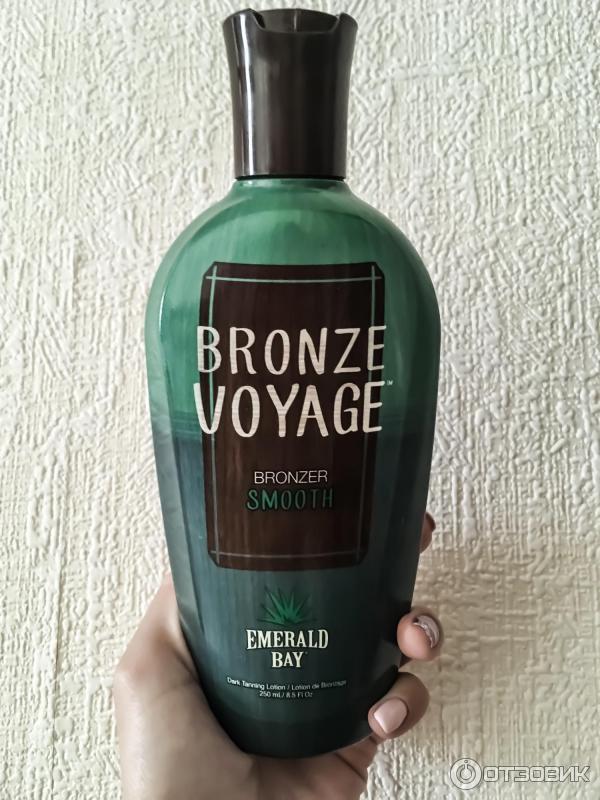 BRONZE
VOYAGE™
BRONZER
SMOOTH
EMERALD
BAY
Dark Tanning Lotion / Lotion de Bronzage
250 mL/ 8.5 Fl Oz
ОТЗОВИК